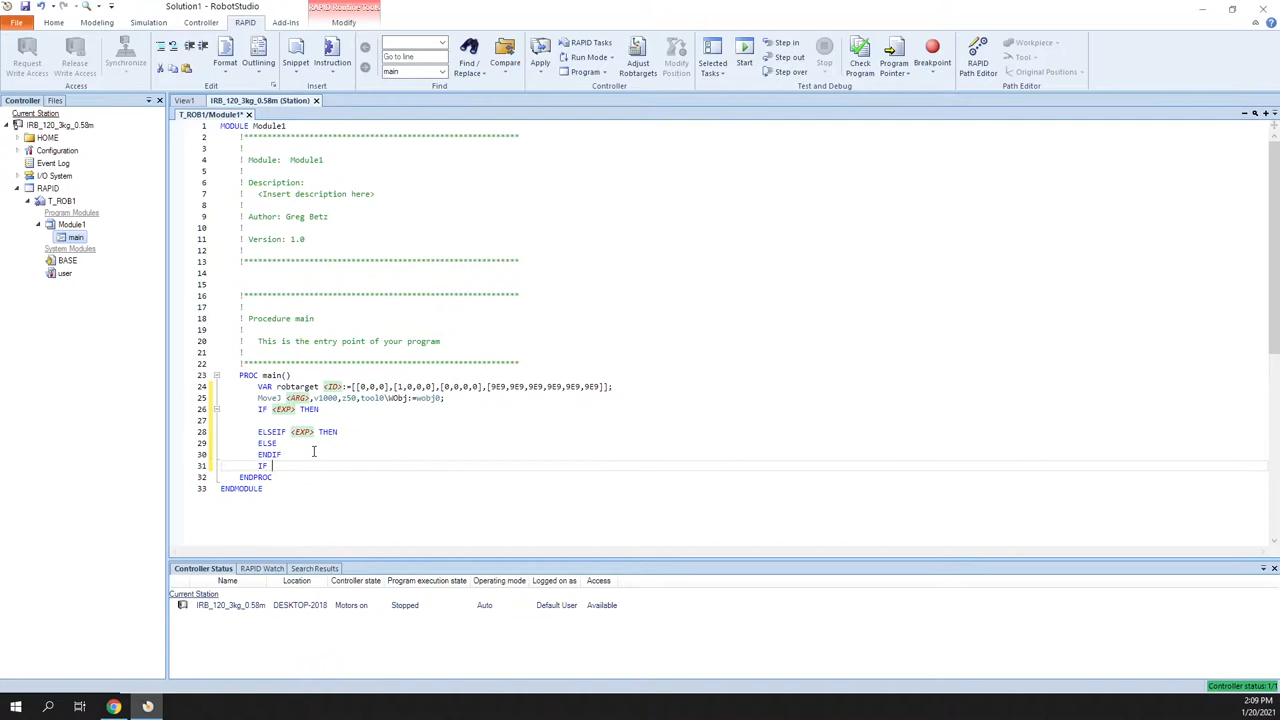 Solution1 - RobotStudio
RAPID Runtime Tools
File Home Modeling Simulation Controller RAPID Add-Ins Modify
Request Write Access
Release Write Access
Synchronize
Format
Outlining
Snippet
Instruction
Go to line
main
Find / Replace
Compare
Apply
RAPID Tasks
Run Mode
Program
Adjust Robtargets
Modify Position
Selected Tasks
Start
Step in
Step out
Step over
Stop
Check Program
Program Pointer
Breakpoint
RAPID Path Editor
Workpiece
Tool
Original Positions
Access Edit Insert Find Controller Test and Debug Path Editor
Controller Files
Current Station
IRB_120_3kg_0.58m
HOME
Configuration
Event Log
I/O System
RAPID
T_ROB1
Program Modules
Module1
main
System Modules
BASE
user
View1 IRB_120_3kg_0.58m (Station)
T_ROB1/Module1*
1 MODULE Module1
2 !***********************************************************
3 !
4 ! Module: Module1
5 !
6 ! Description:
7 ! <Insert description here>
8 !
9 ! Author: Greg Betz
10 !
11 ! Version: 1.0
12 !
13 !***********************************************************
14
15
16 !***********************************************************
17 !
18 ! Procedure main
19 !
20 ! This is the entry point of your program
21 !
22 !***********************************************************
23 PROC main()
24 VAR robtarget <ID>:=[[0,0,0],[1,0,0,0],[0,0,0,0],[9E9,9E9,9E9,9E9,9E9,9E9]];
25 MoveJ <ARG>,v1000,z50,tool0\WObj:=wobj0;
26 IF <EXP> THEN
27
28 ELSEIF <EXP> THEN
29 ELSE
30 ENDIF
31 IF
32 ENDPROC
33 ENDMODULE
Controller Status RAPID Watch Search Results
Name Location Controller state Program execution state Operating mode Logged on as Access
Current Station
IRB_120_3kg_0.58m DESKTOP-2018 Motors on Stopped Auto Default User Available
Controller status: 1/1
2:09 PM
1/20/2021